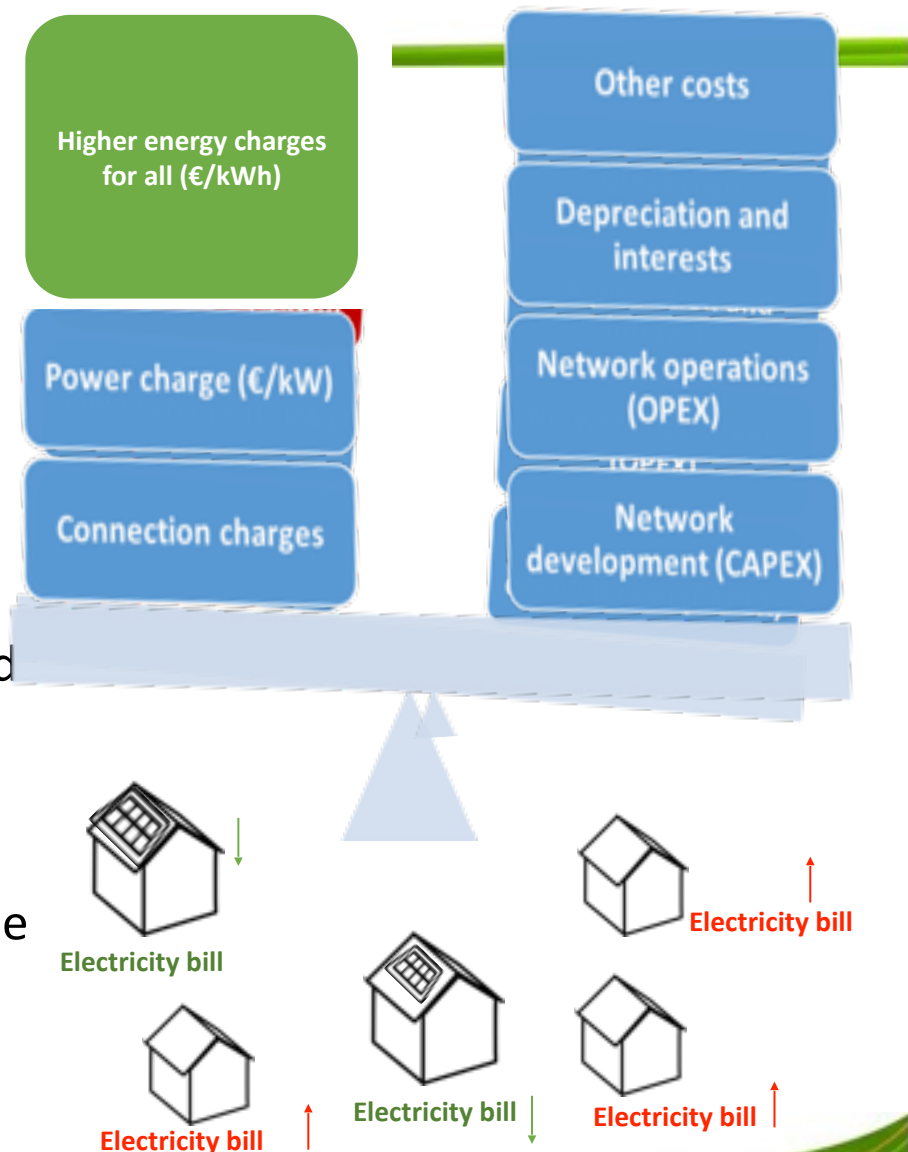 Higher energy charges
for all (€/kWh)
Power charge (€/kW)
Connection charges
Other costs
Depreciation and
interests
Network operations
(OPEX)
(OPEX)
Network
development (CAPEX)
d
e
Electricity bill
Electricity bill
Electricity bill
Electricity bill
Electricity bill